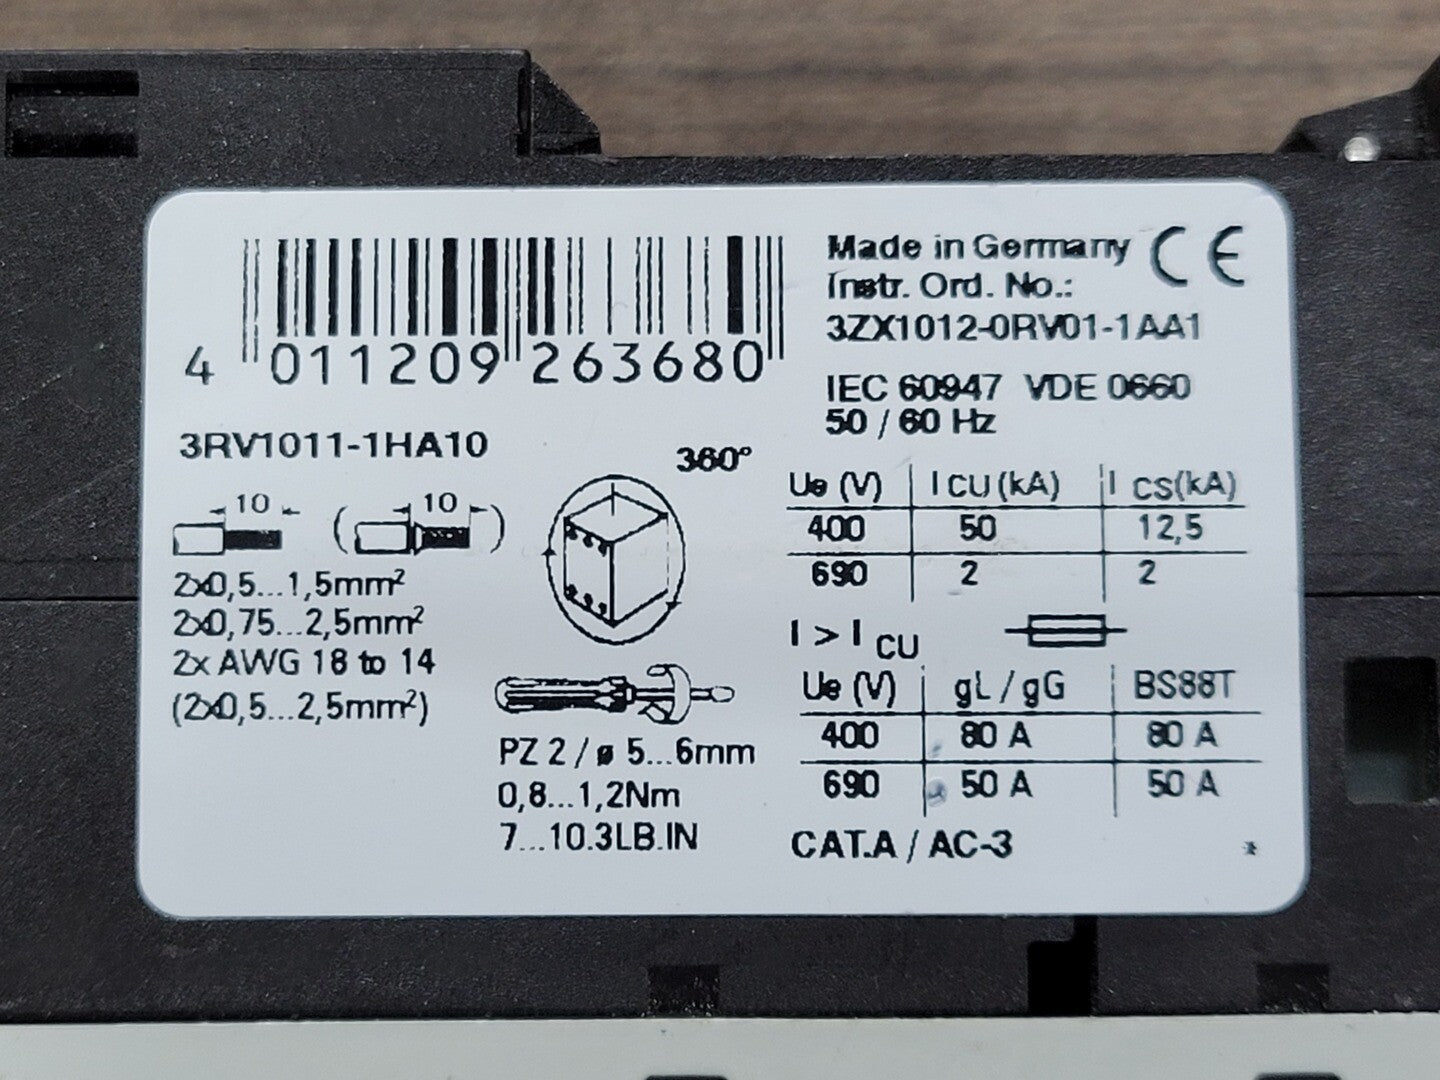 4 011209 263680
Made in Germany CE
Instr. Ord. No.:
3ZX1012-0RV01-1AA1
IEC 60947 VDE 0660
50 / 60 Hz
3RV1011-1HA10
10 (10)
2x0,5...1,5mm²
2x0,75...2,5mm²
2x AWG 18 to 14
(2x0,5...2,5mm²)
360°
PZ 2 / ø 5...6mm
0,8...1,2Nm
7...10.3LB.IN
Ue (V) I CU (kA) I CS(kA)
400 50 12,5
690 2 2
I > I CU
Ue (V) gL / gG BS88T
400 80 A 80 A
690 50 A 50 A
CAT.A / AC-3 *